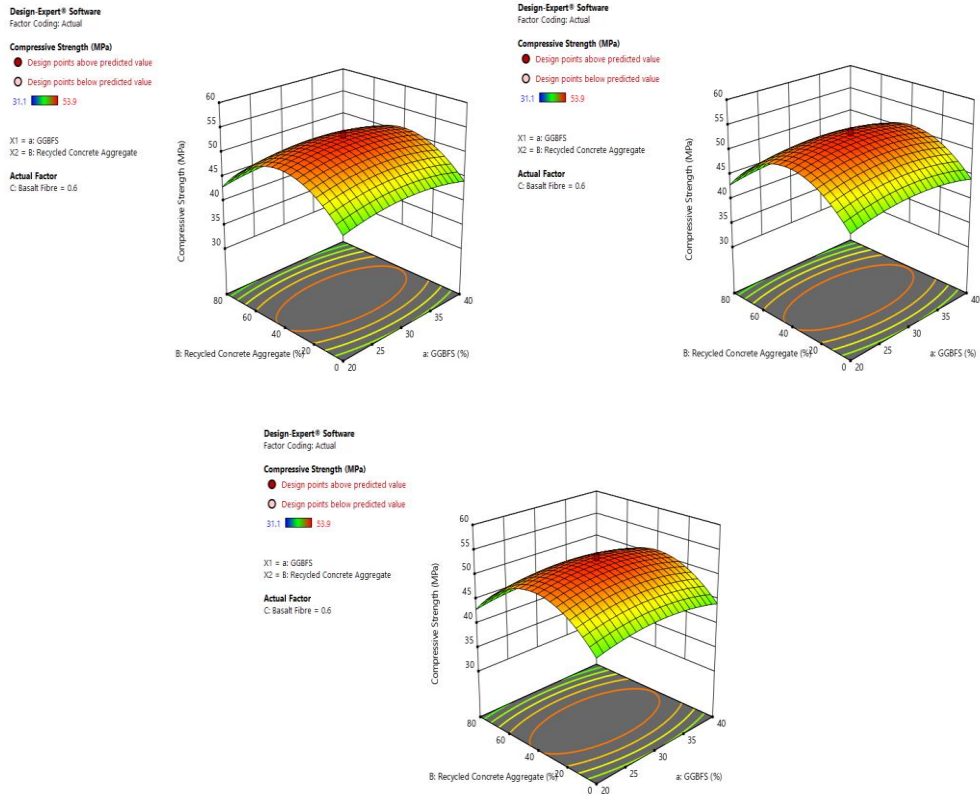 Design-Expert® Software
Factor Coding: Actual
Compressive Strength (MPa)
Design points above predicted value
Design points below predicted value
31.1 53.9
X1 = a: GGBFS
X2 = B: Recycled Concrete Aggregate
Actual Factor
C: Basalt Fibre = 0.6
Compressive Strength (MPa)
60
55
50
45
40
35
30
80
60
40
20
0
20
25
30
35
40
B: Recycled Concrete Aggregate (%)
a: GGBFS (%)
Design-Expert® Software
Factor Coding: Actual
Compressive Strength (MPa)
Design points above predicted value
Design points below predicted value
31.1 53.9
X1 = a: GGBFS
X2 = B: Recycled Concrete Aggregate
Actual Factor
C: Basalt Fibre = 0.6
Compressive Strength (MPa)
60
55
50
45
40
35
30
80
60
40
20
0
20
25
30
35
40
B: Recycled Concrete Aggregate (%)
a: GGBFS (%)
Design-Expert® Software
Factor Coding: Actual
Compressive Strength (MPa)
Design points above predicted value
Design points below predicted value
31.1 53.9
X1 = a: GGBFS
X2 = B: Recycled Concrete Aggregate
Actual Factor
C: Basalt Fibre = 0.6
Compressive Strength (MPa)
60
55
50
45
40
35
30
80
60
40
20
0
20
25
30
35
40
B: Recycled Concrete Aggregate (%)
a: GGBFS (%)